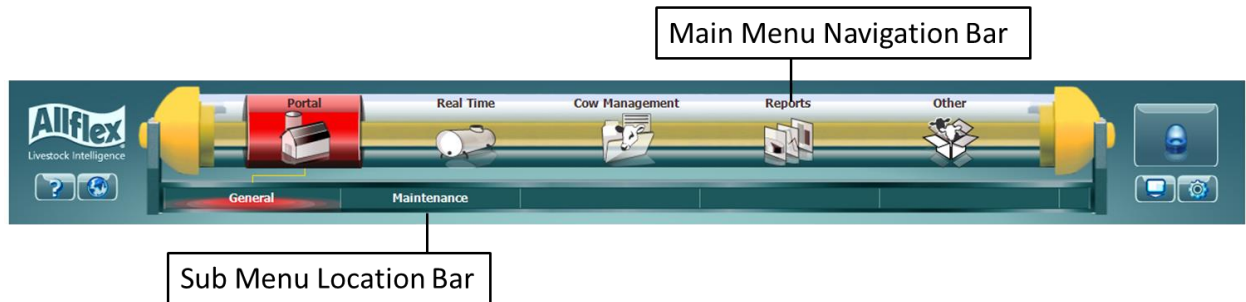 Main Menu Navigation Bar
Allflex
Livestock Intelligence
Portal
Real Time
Cow Management
Reports
Other
?
General
Maintenance
Sub Menu Location Bar